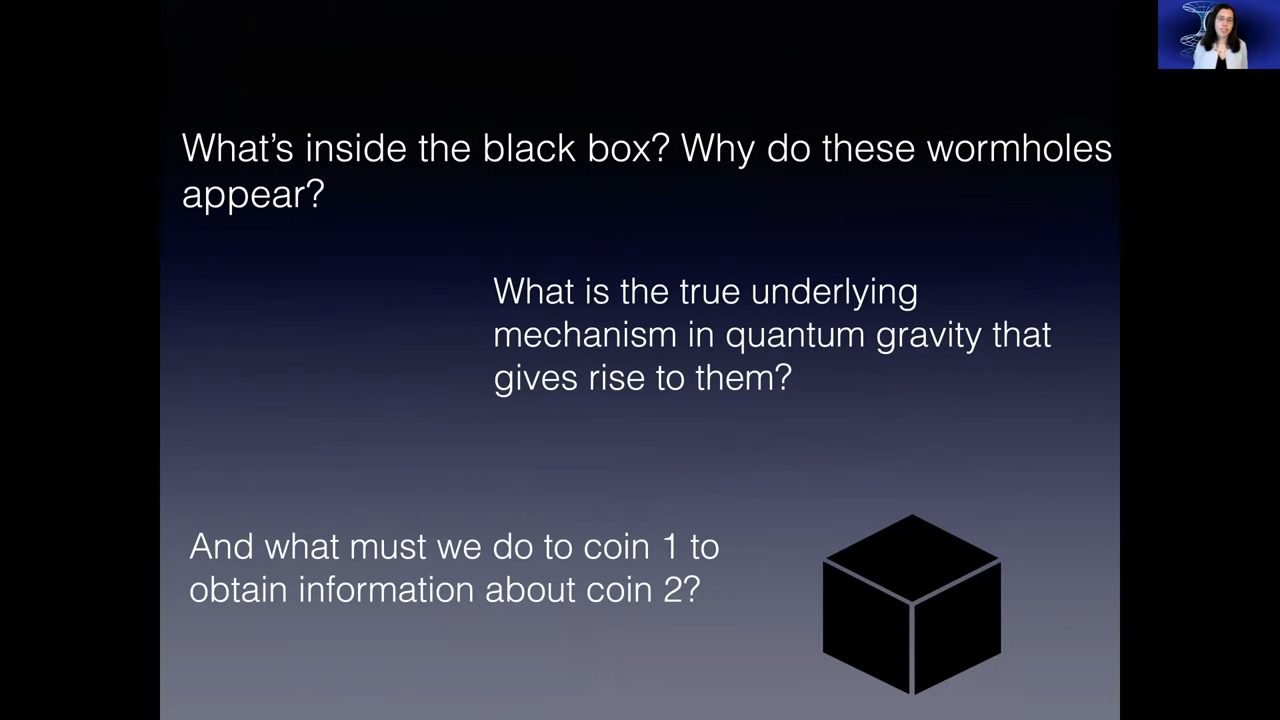 What’s inside the black box? Why do these wormholes
appear?
What is the true underlying
mechanism in quantum gravity that
gives rise to them?
And what must we do to coin 1 to
obtain information about coin 2?